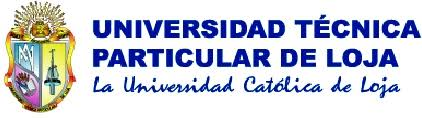 UNIVERSIDAD TÉCNICA
PARTICULAR DE LOJA
La Universidad Católica de Loja